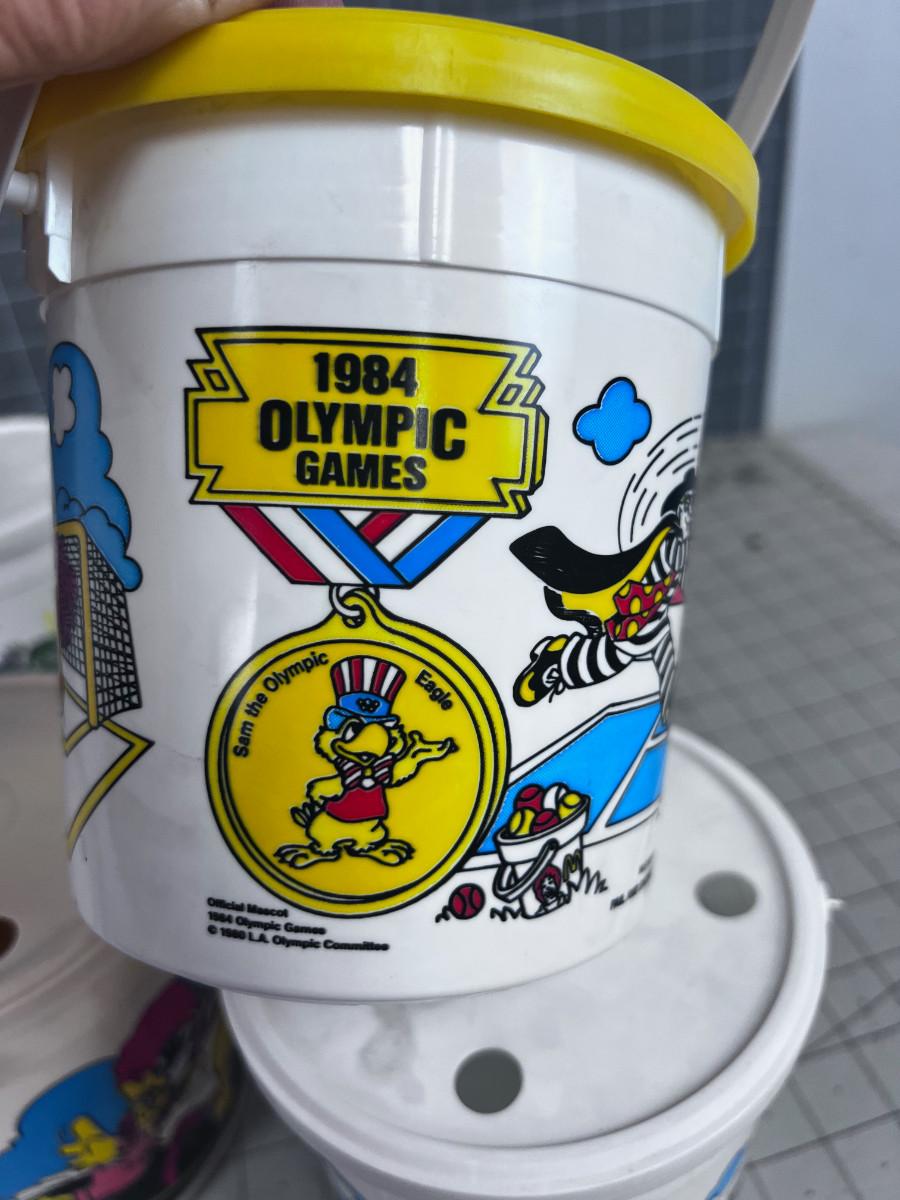 1984
OLYMPIC
GAMES
Sam the Olympic Eagle
Official Mascot
1984 Olympic Games
© 1980 L.A. Olympic Committee